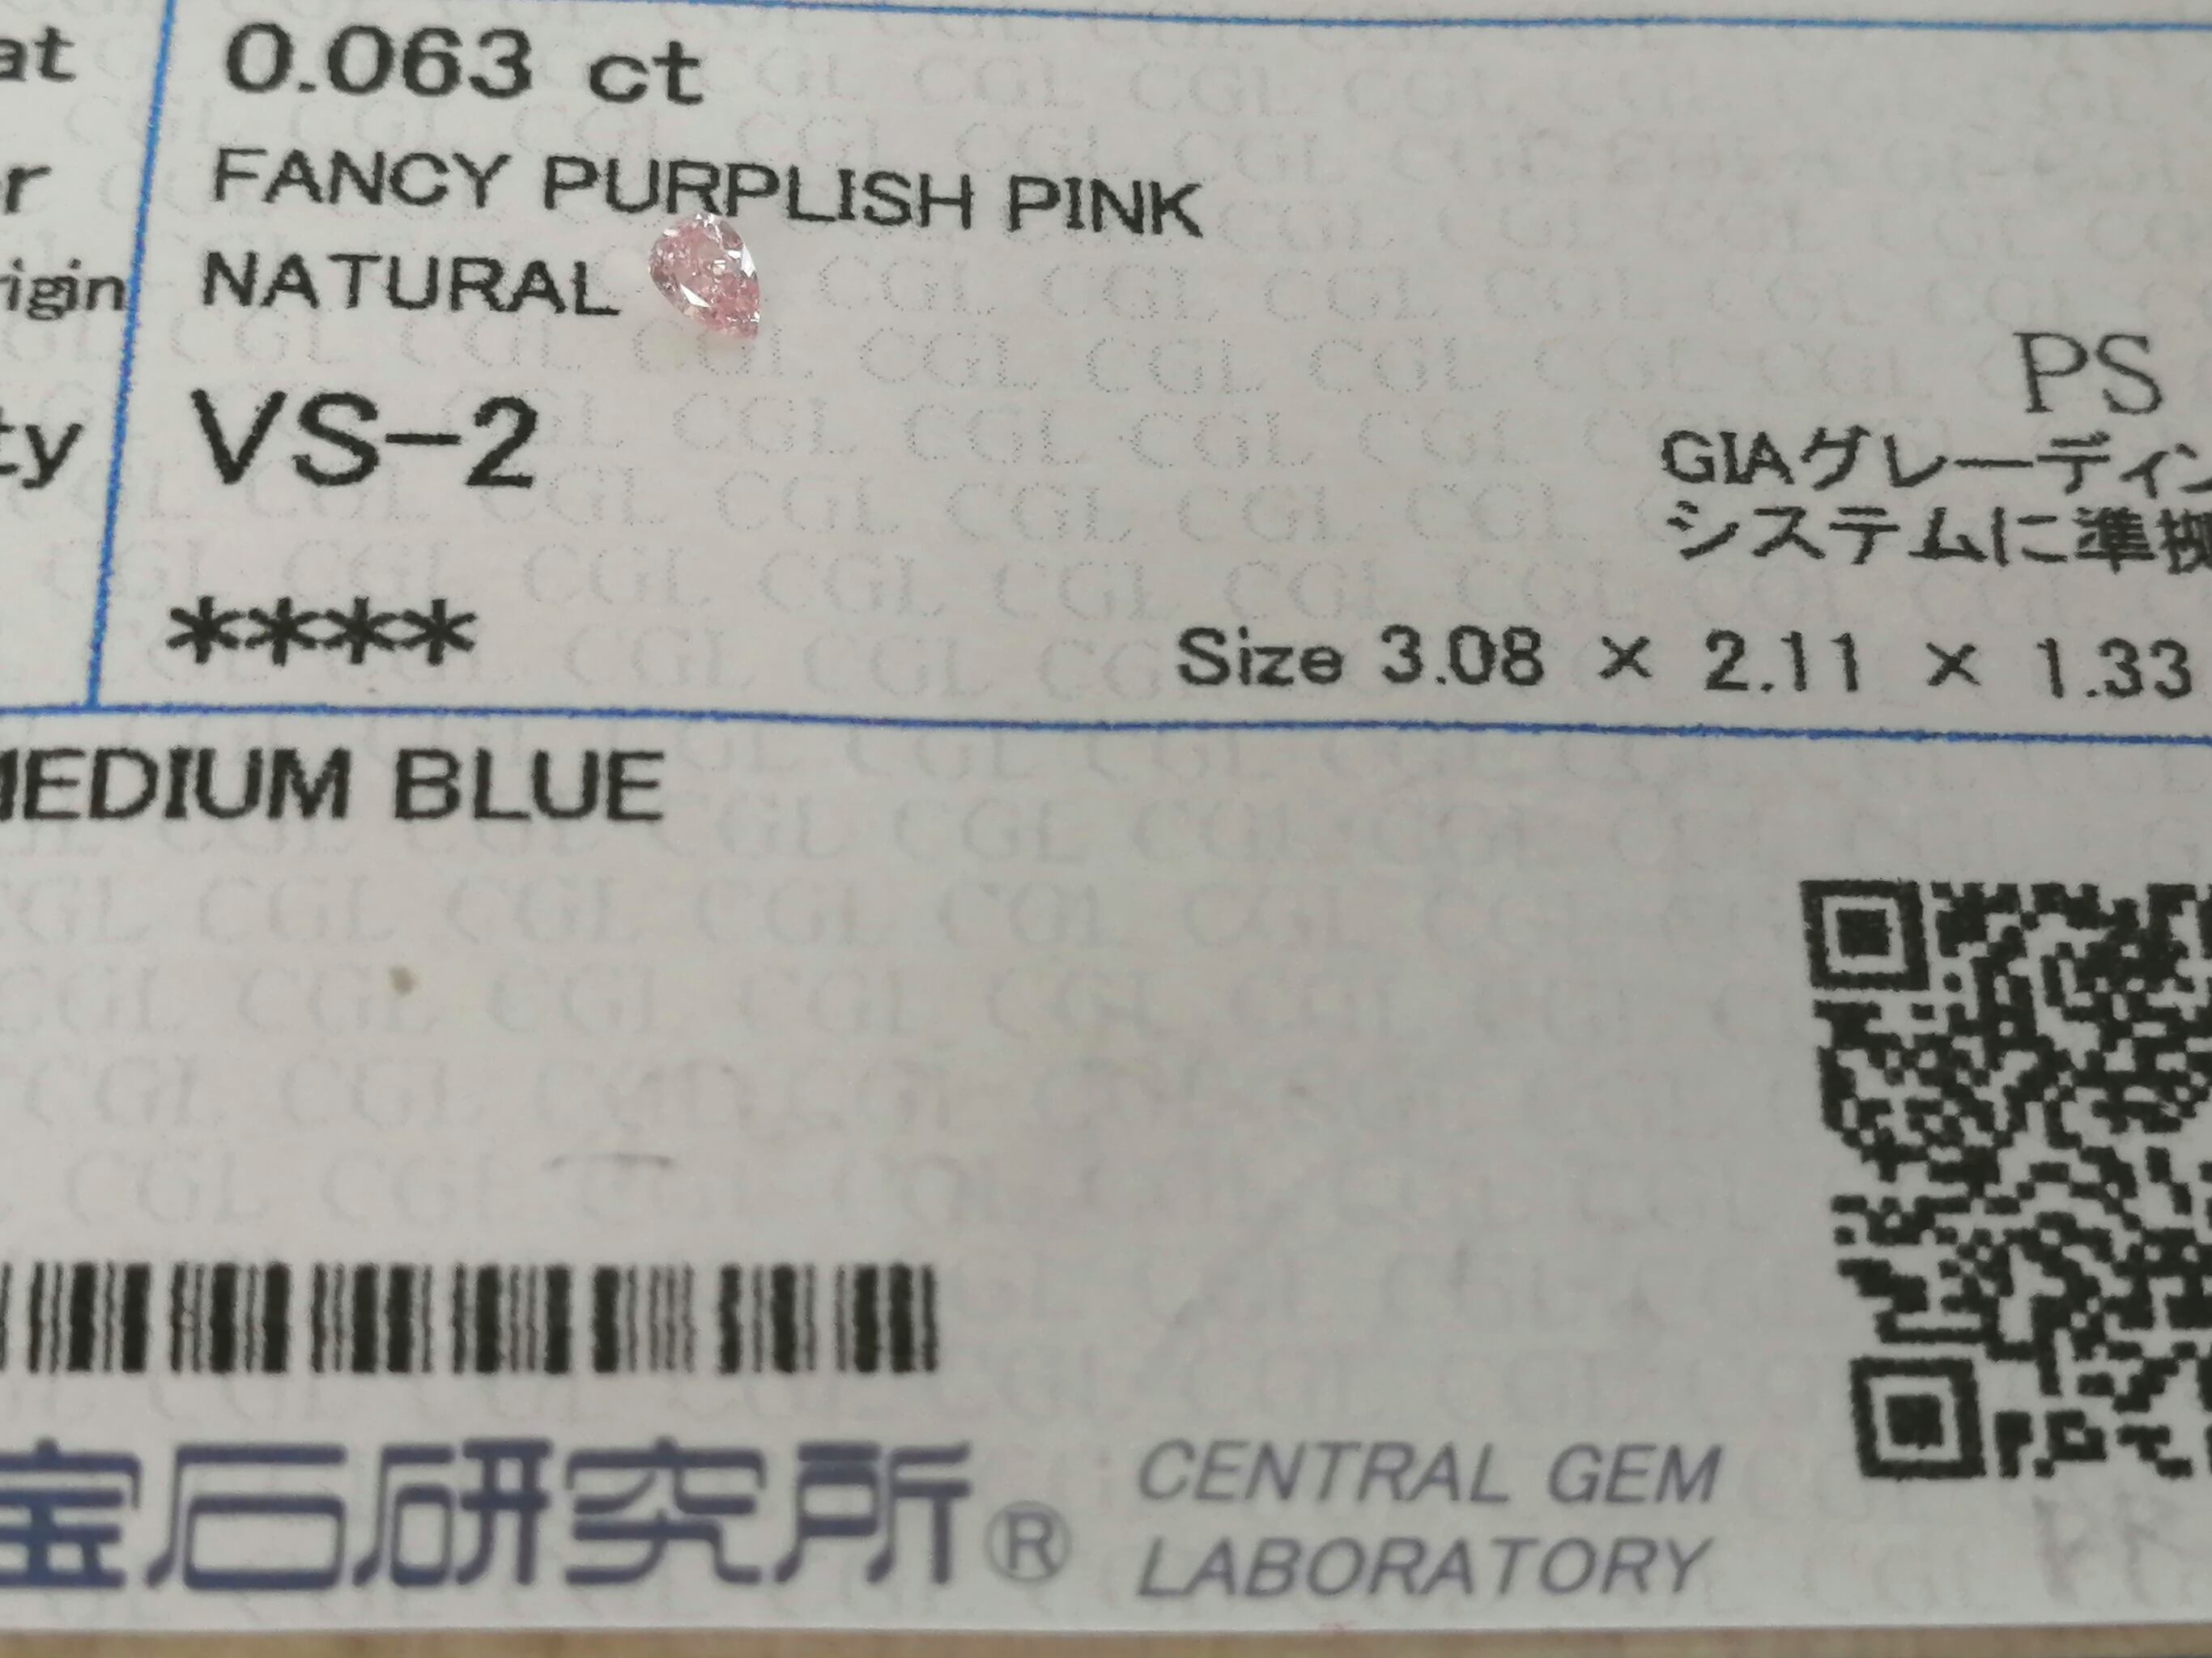 at 0.063 ct
r FANCY PURPLISH PINK
rigin NATURAL
PS
ty VS-2
GIAグレーディン
システムに準拠
****
Size 3.08 × 2.11 × 1.33
MEDIUM BLUE
宝石研究所® CENTRAL GEM
LABORATORY